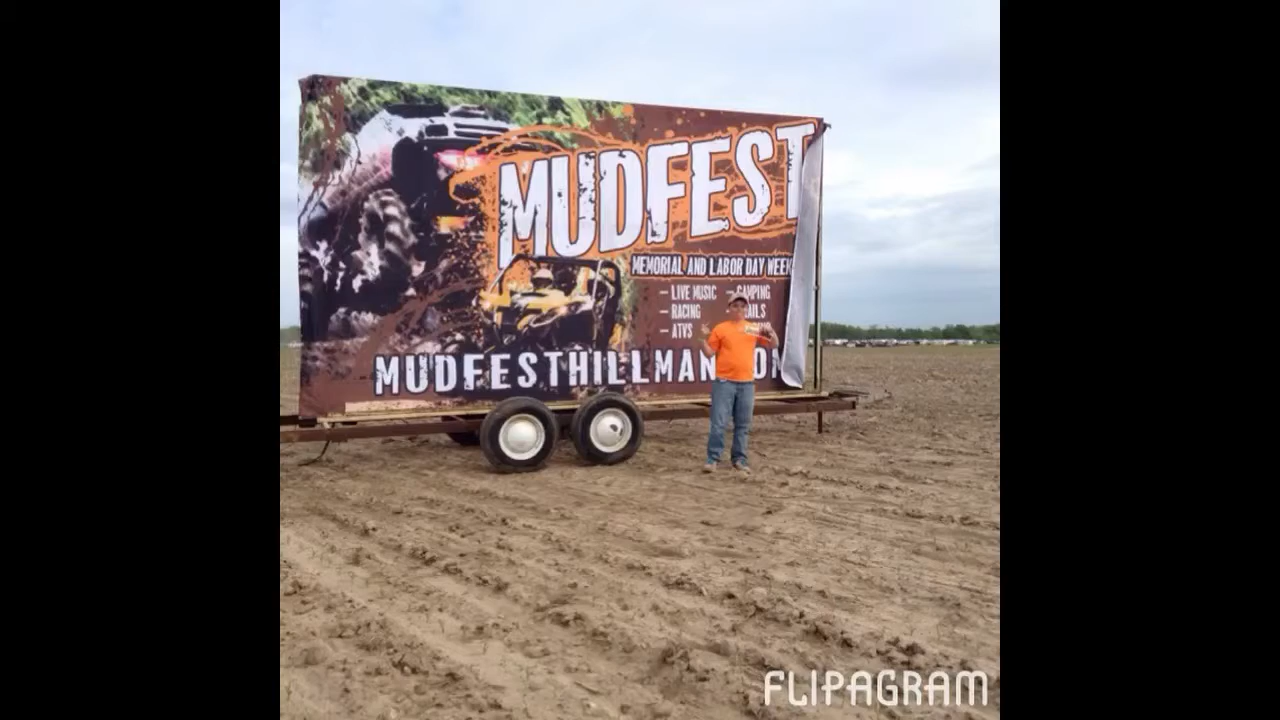 MUDFEST
MEMORIAL AND LABOR DAY WEEK
- LIVE MUSIC - CAMPING
- RACING
- ATVS
MUDFESTHILLMAN
FLIPAGRAM